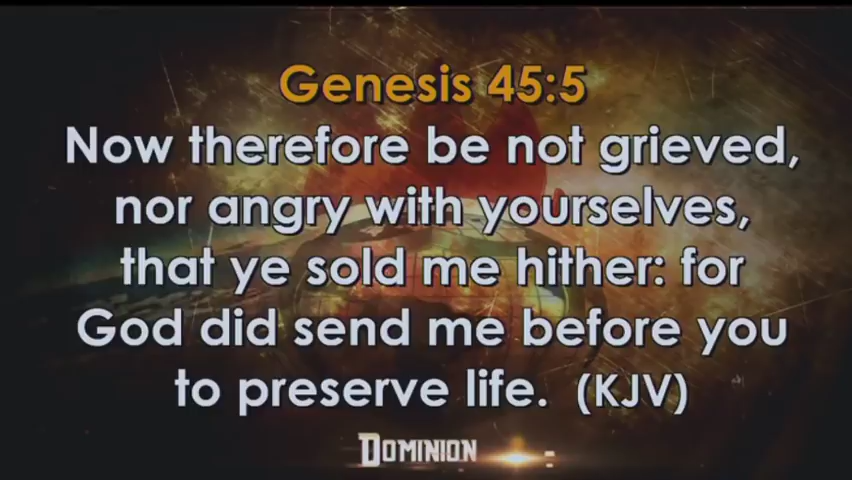 Genesis 45:5
Now therefore be not grieved,
nor angry with yourselves,
that ye sold me hither: for
God did send me before you
to preserve life. (KJV)
DOMINION